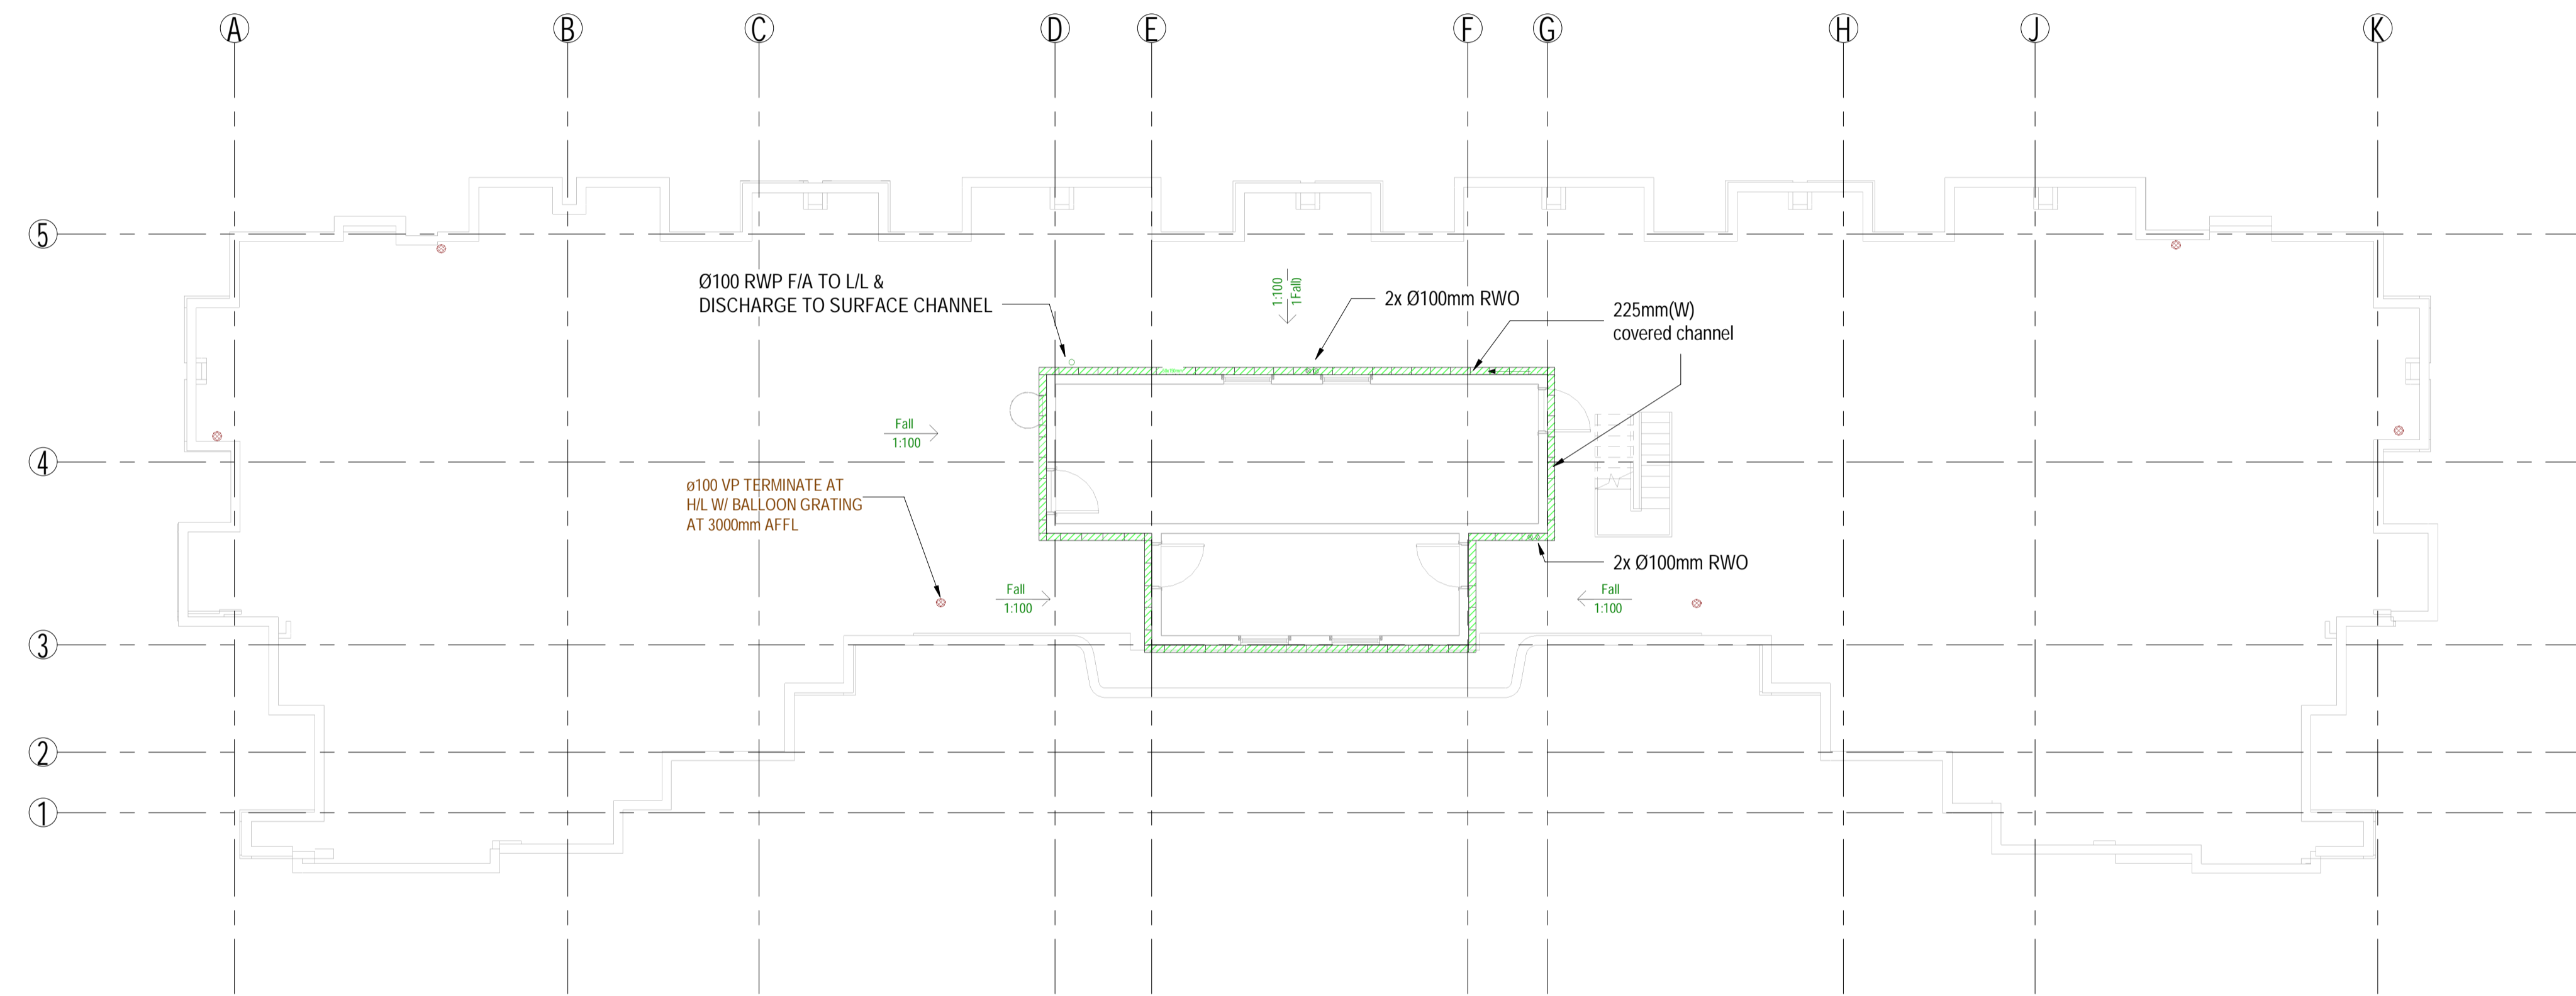 A
B
C
D
E
F
G
H
J
K
5
4
3
2
1
Ø100 RWP F/A TO L/L &
DISCHARGE TO SURFACE CHANNEL
1:100
1Fall)
2x Ø100mm RWO
225mm(W)
covered channel
Fall
1:100
ø100 VP TERMINATE AT
H/L W/ BALLOON GRATING
AT 3000mm AFFL
Fall
1:100
Fall
1:100
2x Ø100mm RWO